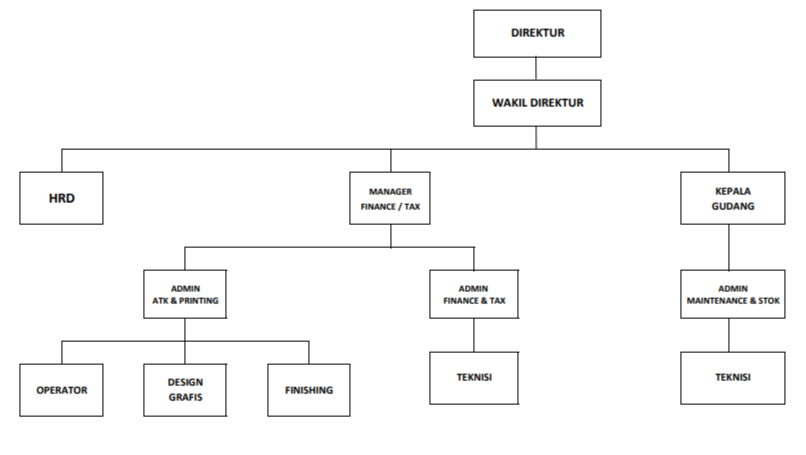 DIREKTUR
WAKIL DIREKTUR
HRD
MANAGER
FINANCE / TAX
KEPALA
GUDANG
ADMIN
ATK & PRINTING
ADMIN
FINANCE & TAX
ADMIN
MAINTENANCE & STOK
OPERATOR
DESIGN
GRAFIS
FINISHING
TEKNISI
TEKNISI